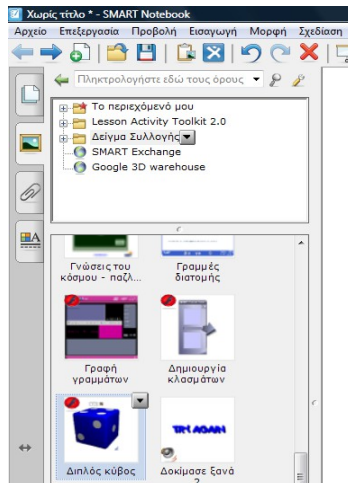 Χωρίς τίτλο * - SMART Notebook
Αρχείο Επεξεργασία Προβολή Εισαγωγή Μορφή Σχεδίαση
Πληκτρολογήστε εδώ τους όρους
Το περιεχόμενό μου
Lesson Activity Toolkit 2.0
Δείγμα Συλλογής
SMART Exchange
Google 3D warehouse
Γνώσεις του κόσμου - παζλ...
Γραμμές διατομής
Γραφή γραμμάτων
Δημιουργία κλασμάτων
TRY AGAIN
Διπλός κύβος
Δοκίμασε ξανά 2